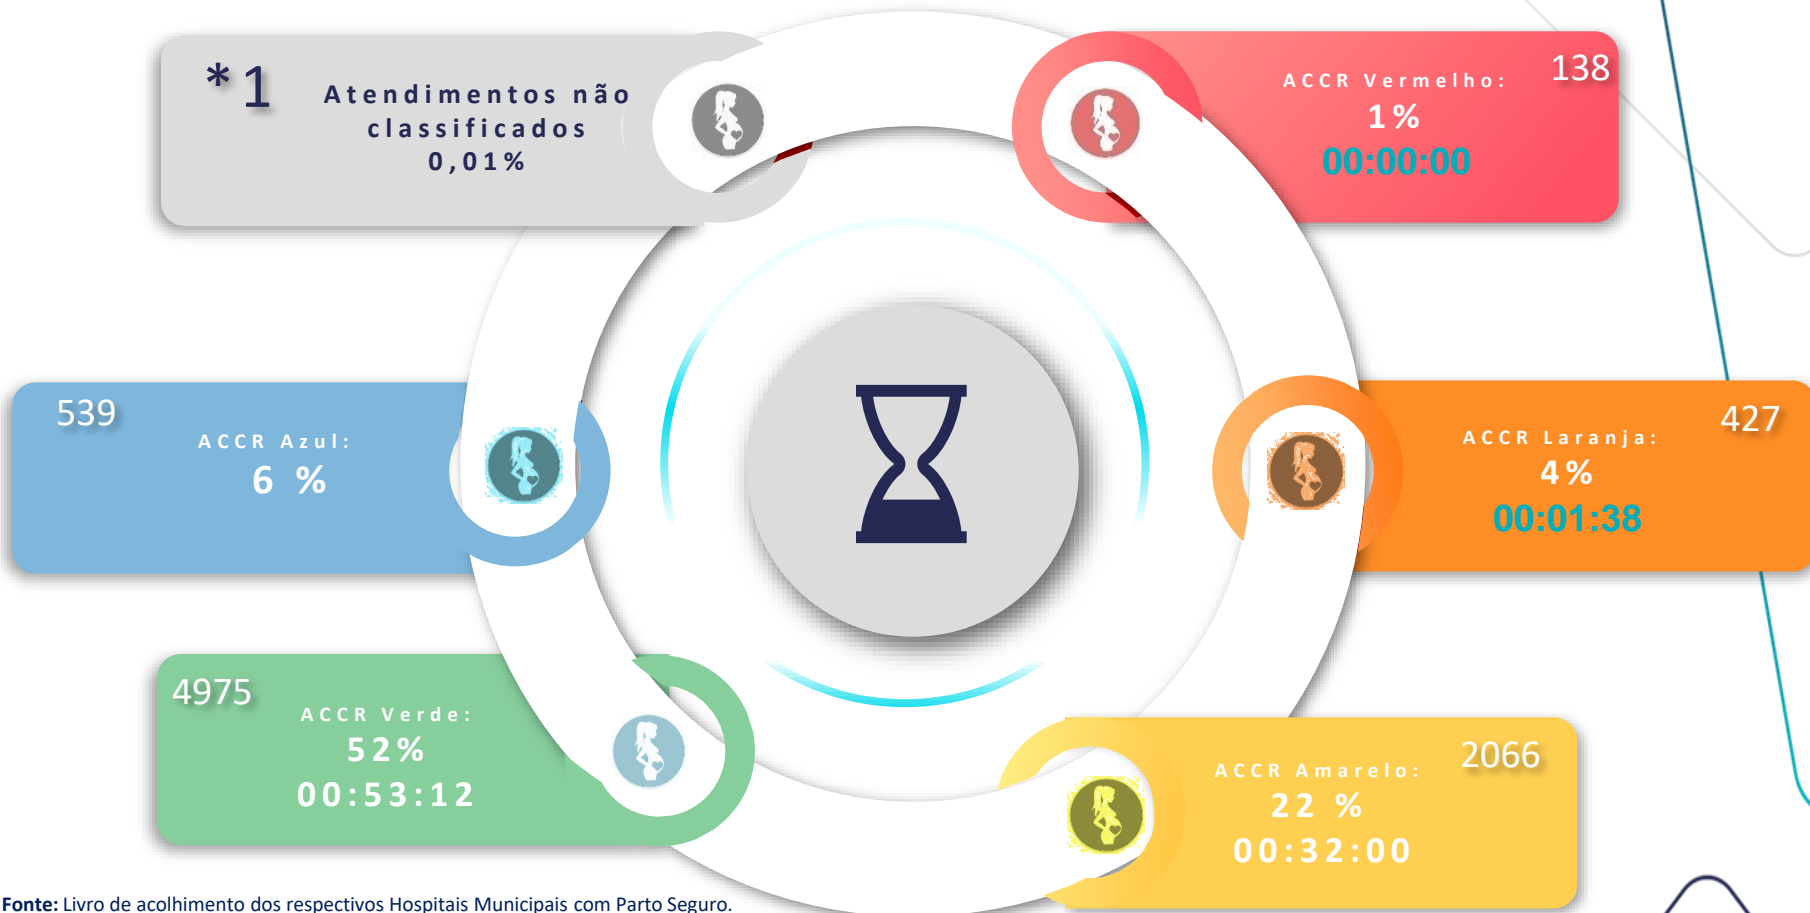 *1
Atendimentos não
classificados
0,01%
138
ACCR Vermelho:
1%
00:00:00
539
ACCR Azul:
6 %
427
ACCR Laranja:
4%
00:01:38
4975
ACCR Verde:
52%
00:53:12
2066
ACCR Amarelo:
22 %
00:32:00
Fonte: Livro de acolhimento dos respectivos Hospitais Municipais com Parto Seguro.